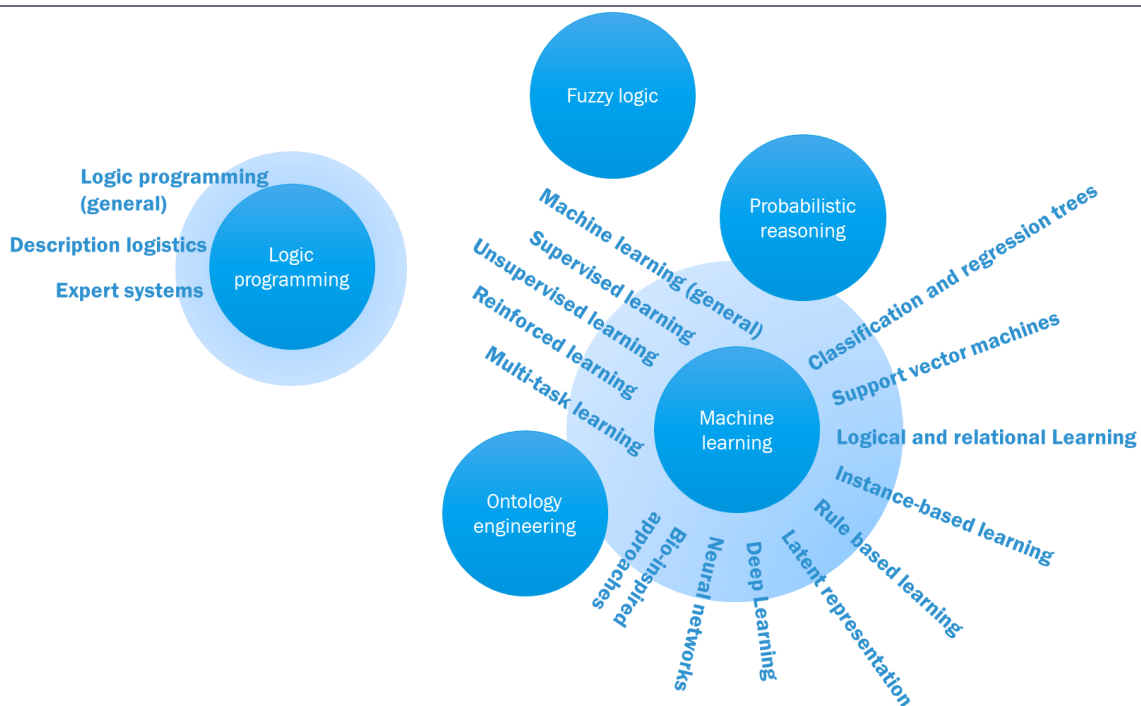 Fuzzy logic
Logic programming
(general)
Description logistics
Expert systems
Logic
programming
Probabilistic
reasoning
Machine learning (general)
Supervised learning
Unsupervised learning
Reinforced learning
Multi-task learning
Machine
learning
Classification and regression trees
Support vector machines
Logical and relational Learning
Instance-based learning
Rule based learning
Latent representation
Deep Learning
Neural networks
Bio-inspired
approaches
Ontology
engineering